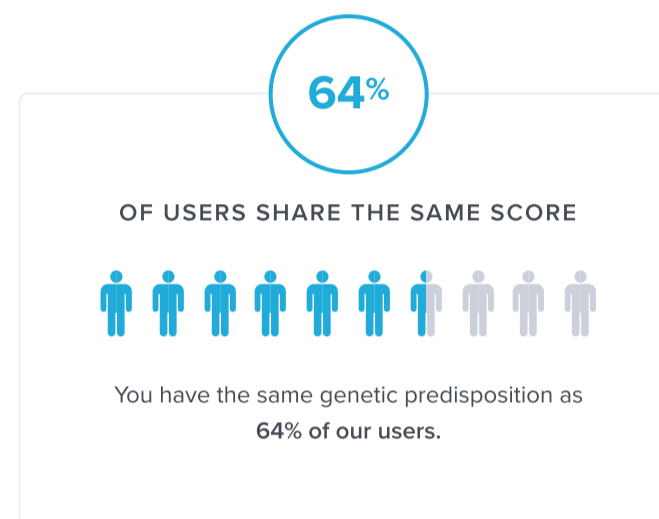 64%
OF USERS SHARE THE SAME SCORE
You have the same genetic predisposition as
64% of our users.